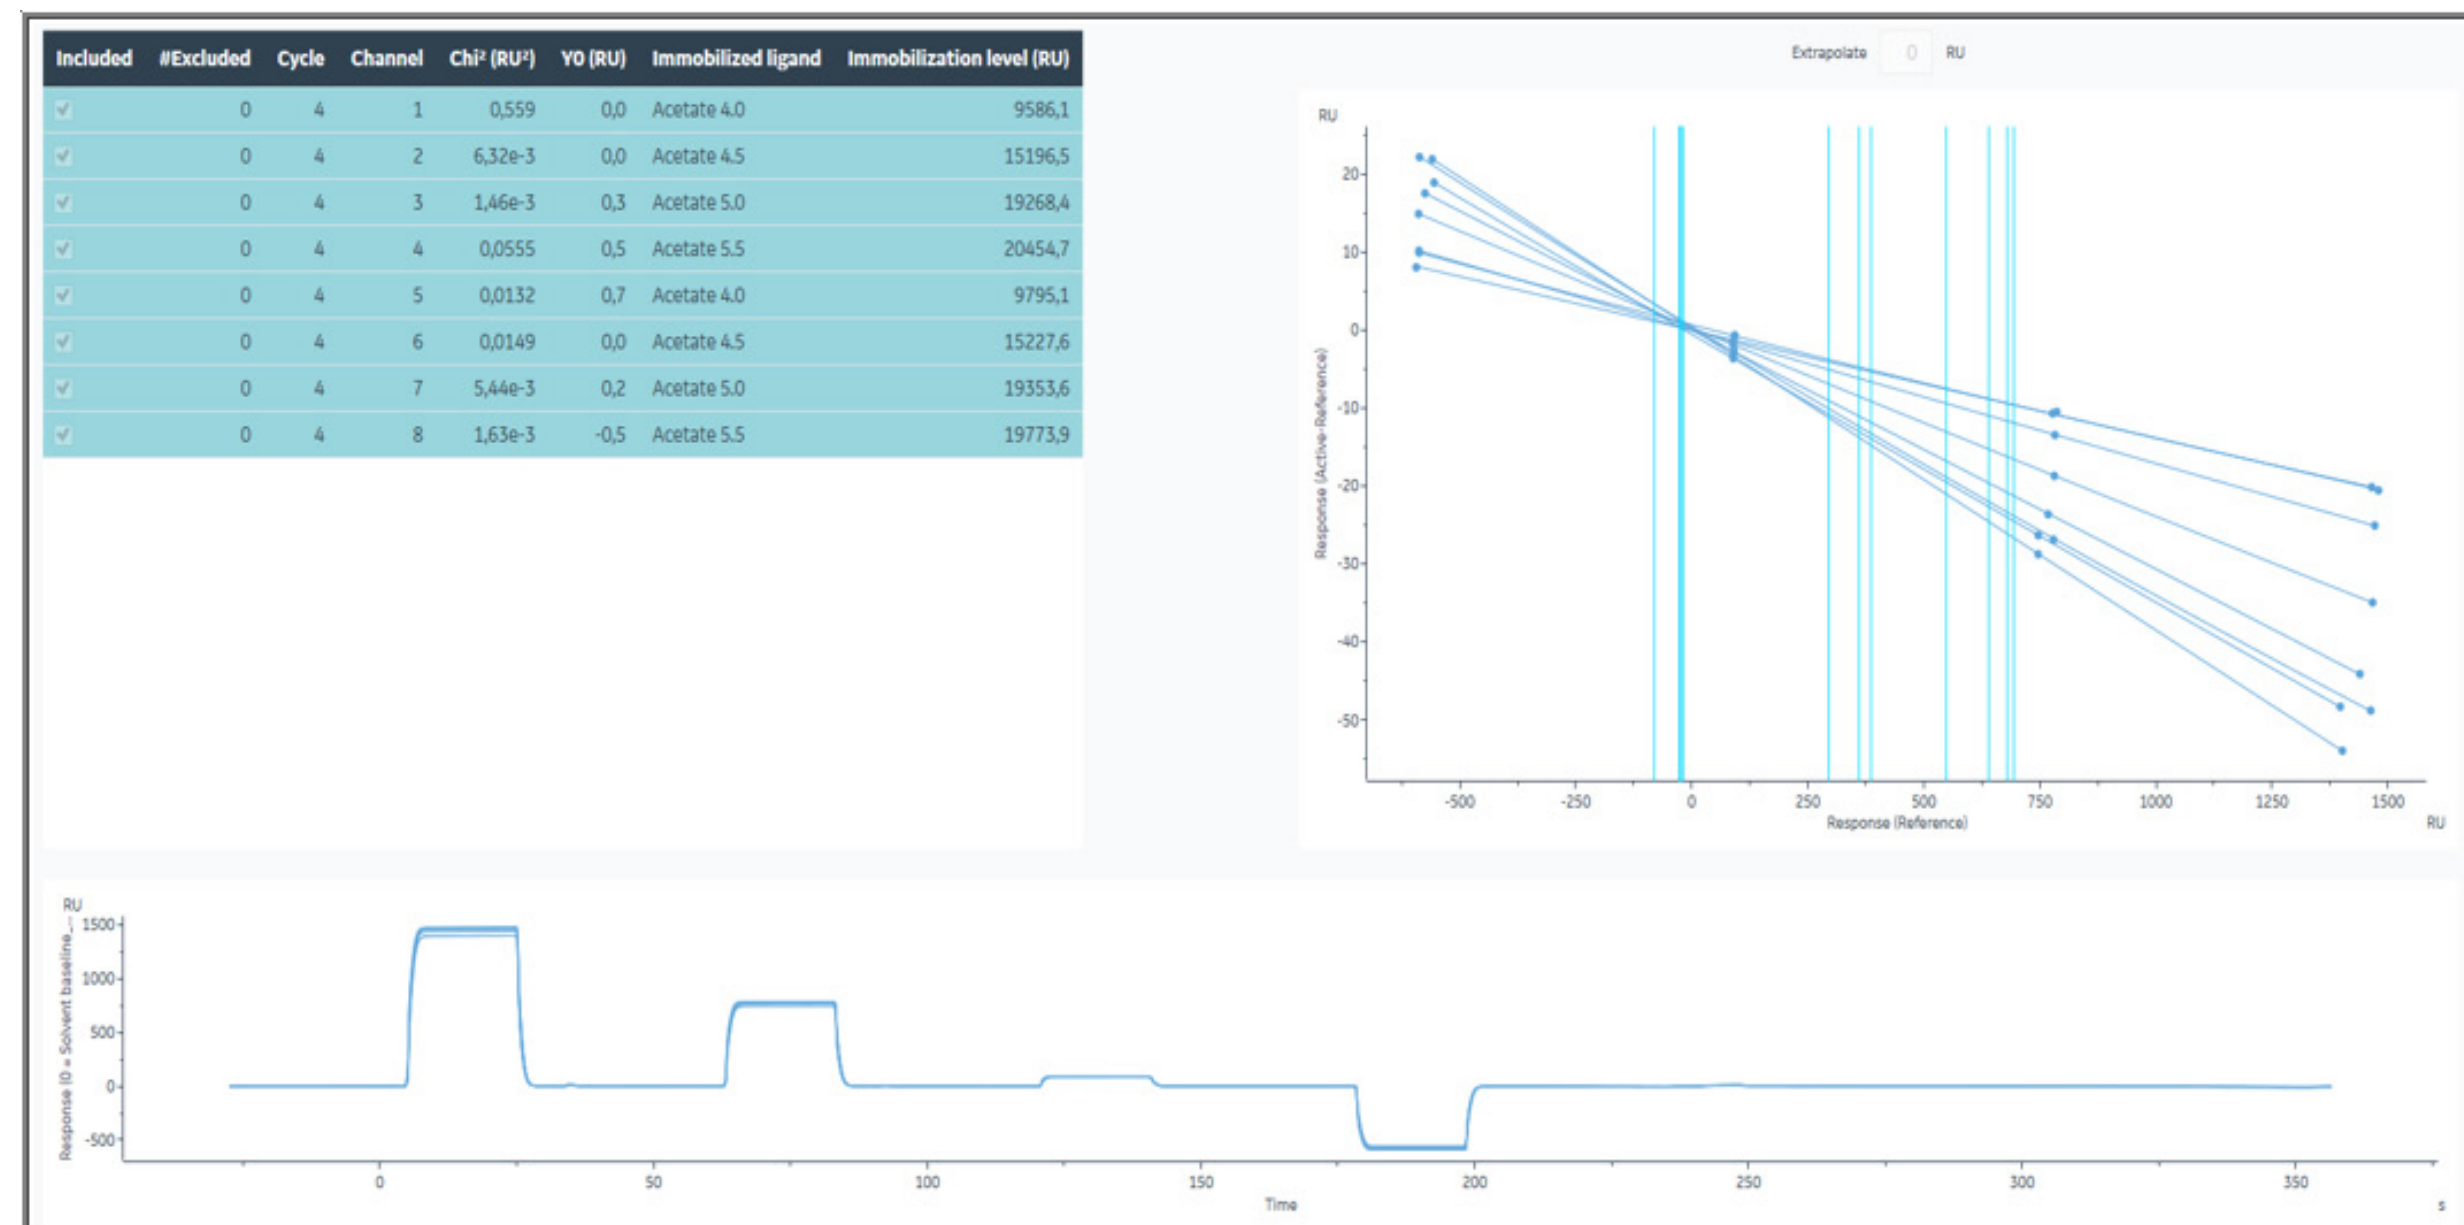 Included #Excluded Cycle Channel Chi² (RU²) Y0 (RU) Immobilized ligand Immobilization level (RU)
0 4 1 0,559 0,0 Acetate 4.0 9586,1
0 4 2 6,32e-3 0,0 Acetate 4.5 15196,5
0 4 3 1,46e-3 0,3 Acetate 5.0 19268,4
0 4 4 0,0555 0,5 Acetate 5.5 20454,7
0 4 5 0,0132 0,7 Acetate 4.0 9795,1
0 4 6 0,0149 0,0 Acetate 4.5 15227,6
0 4 7 5,44e-3 0,2 Acetate 5.0 19353,6
0 4 8 1,63e-3 -0,5 Acetate 5.5 19773,9
Extrapolate 0 RU
RU
20
10
0
-10
-20
-30
-40
-50
Response (Active-Reference)
-500 -250 0 250 500 750 1000 1250 1500
Response (Reference)
RU
RU
1500
1000
500
0
-500
Response (0 = Solvent baseline_...
0 50 100 150 200 250 300 350
Time
s